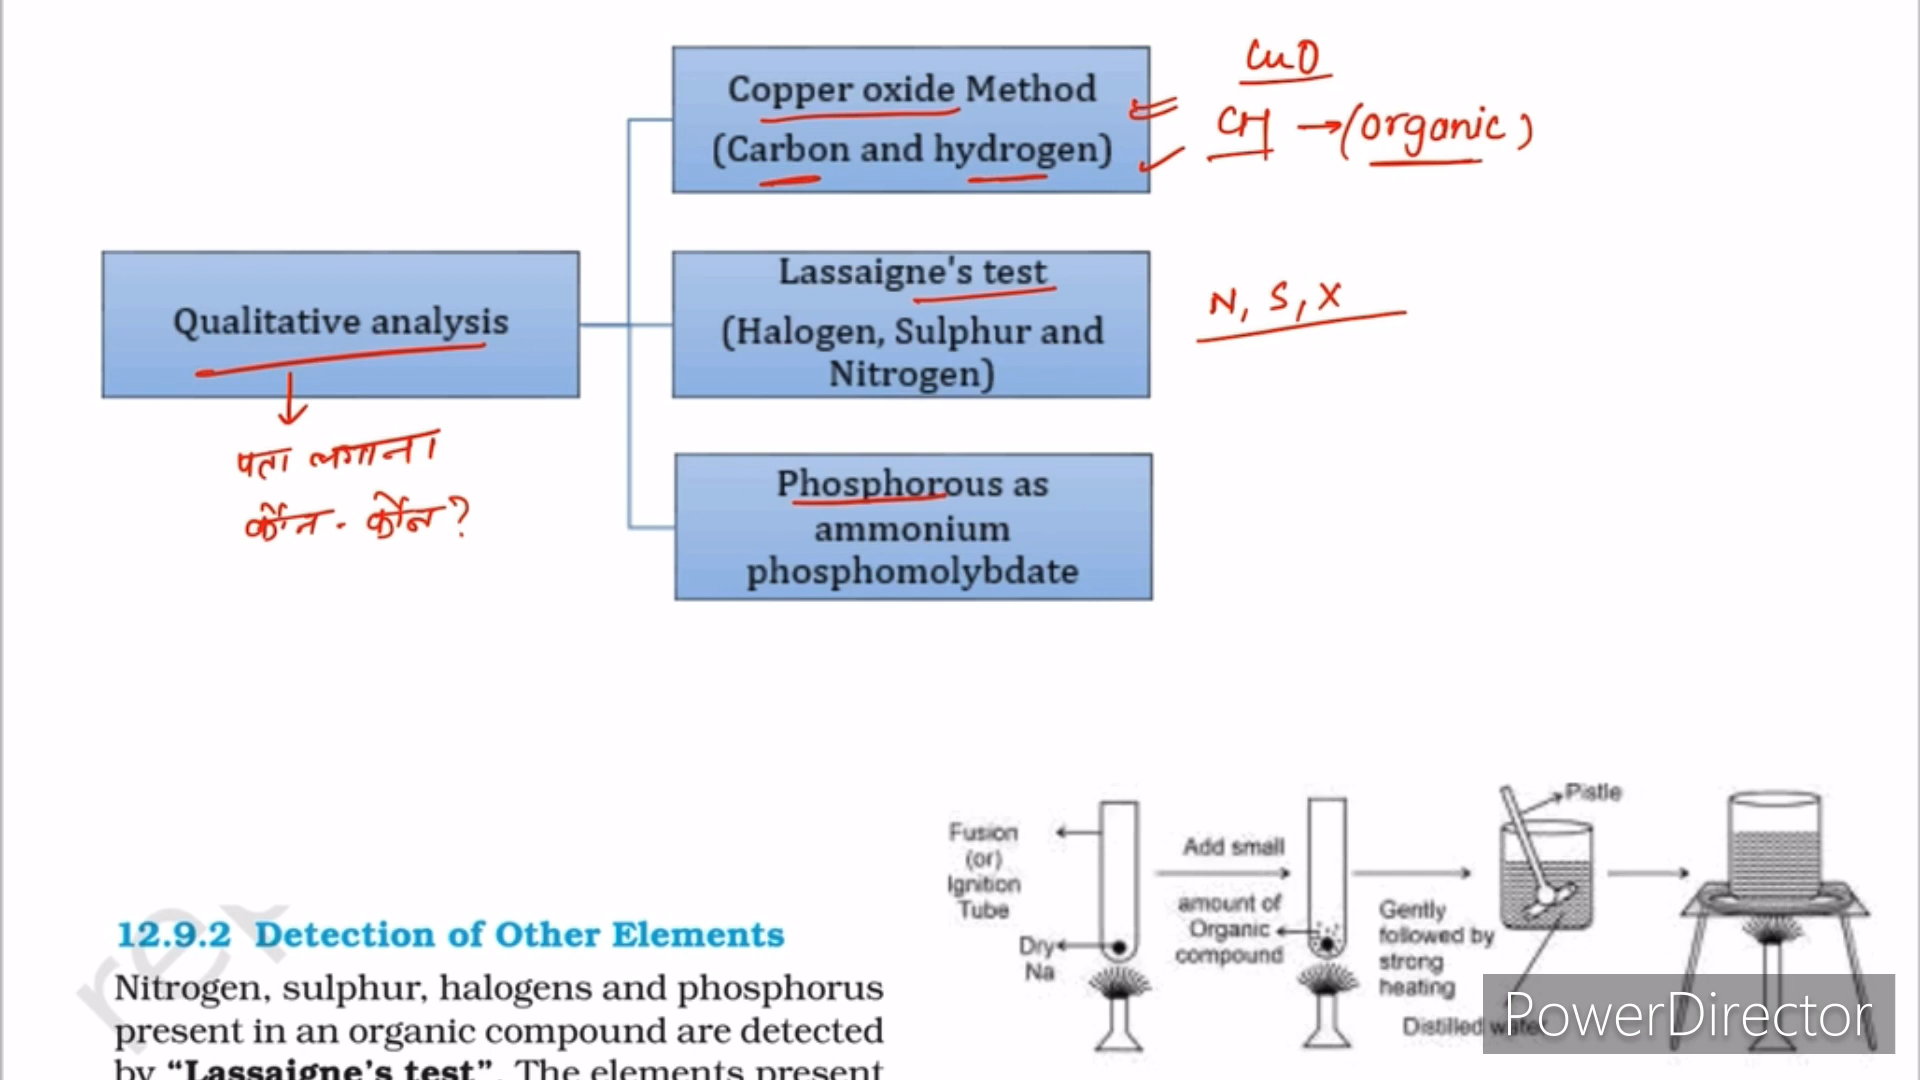 CuO
Copper oxide Method
(Carbon and hydrogen)
CH → (organic)
Qualitative analysis
Lassaigne's test
(Halogen, Sulphur and
Nitrogen)
N, S, X
पता लगाना
कौन - कौन?
Phosphorous as
ammonium
phosphomolybdate
12.9.2 Detection of Other Elements
Nitrogen, sulphur, halogens and phosphorus
present in an organic compound are detected
by “Lassaigne’s test”. The elements present
Fusion
(or)
Ignition
Tube
Dry
Na
Add small
amount of
Organic
compound
Gently
followed by
strong
heating
Pistle
Distilled
PowerDirector